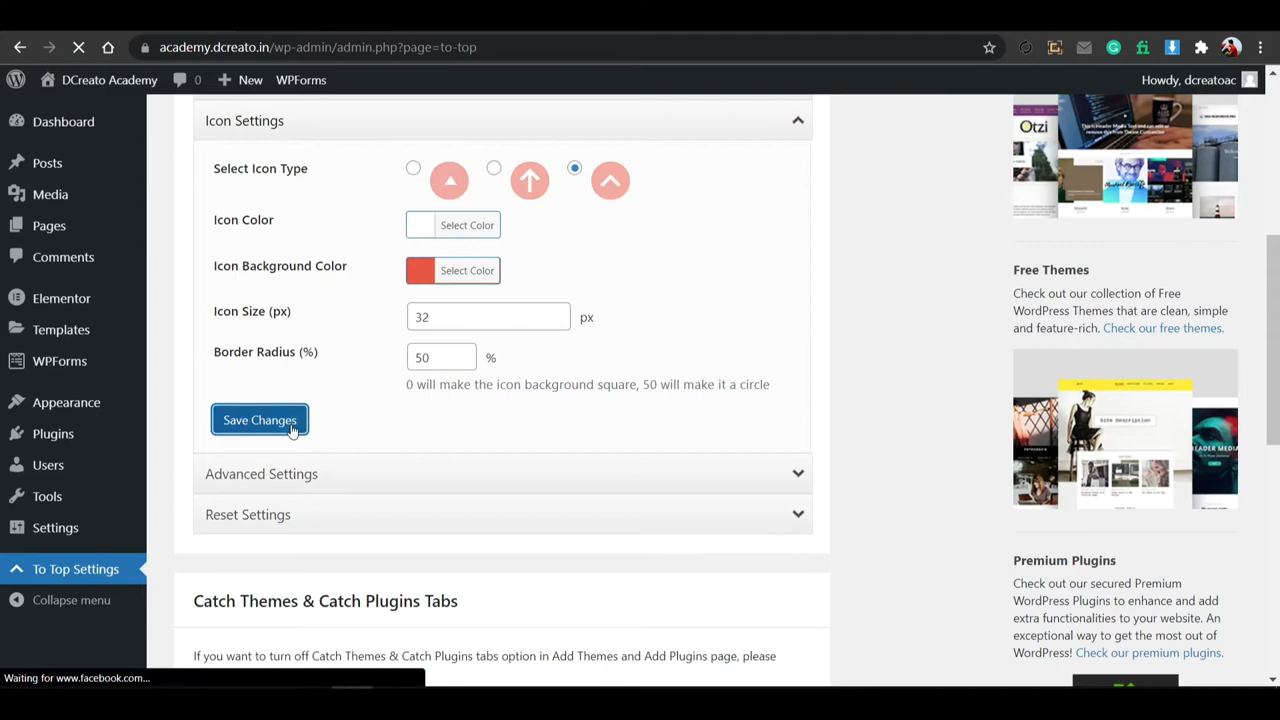 academy.dcreato.in/wp-admin/admin.php?page=to-top
DCreato Academy
0
New
WPForms
Howdy, dcreatoac
Dashboard
Posts
Media
Pages
Comments
Elementor
Templates
WPForms
Appearance
Plugins
Users
Tools
Settings
To Top Settings
Collapse menu
Icon Settings
Select Icon Type
Icon Color
Select Color
Icon Background Color
Select Color
Icon Size (px)
32
px
Border Radius (%)
50
%
0 will make the icon background square, 50 will make it a circle
Save Changes
Advanced Settings
Reset Settings
Catch Themes & Catch Plugins Tabs
If you want to turn off Catch Themes & Catch Plugins tabs option in Add Themes and Add Plugins page, please
Otzi
Free Themes
Check out our collection of Free
WordPress Themes that are clean, simple
and feature-rich. Check our free themes.
Site Description
HEADER MEDIA
Premium Plugins
Check out our secured Premium
WordPress Plugins to enhance and add
extra functionalities to your website. An
exceptional way to get the most out of
WordPress! Check our premium plugins.
Waiting for www.facebook.com...